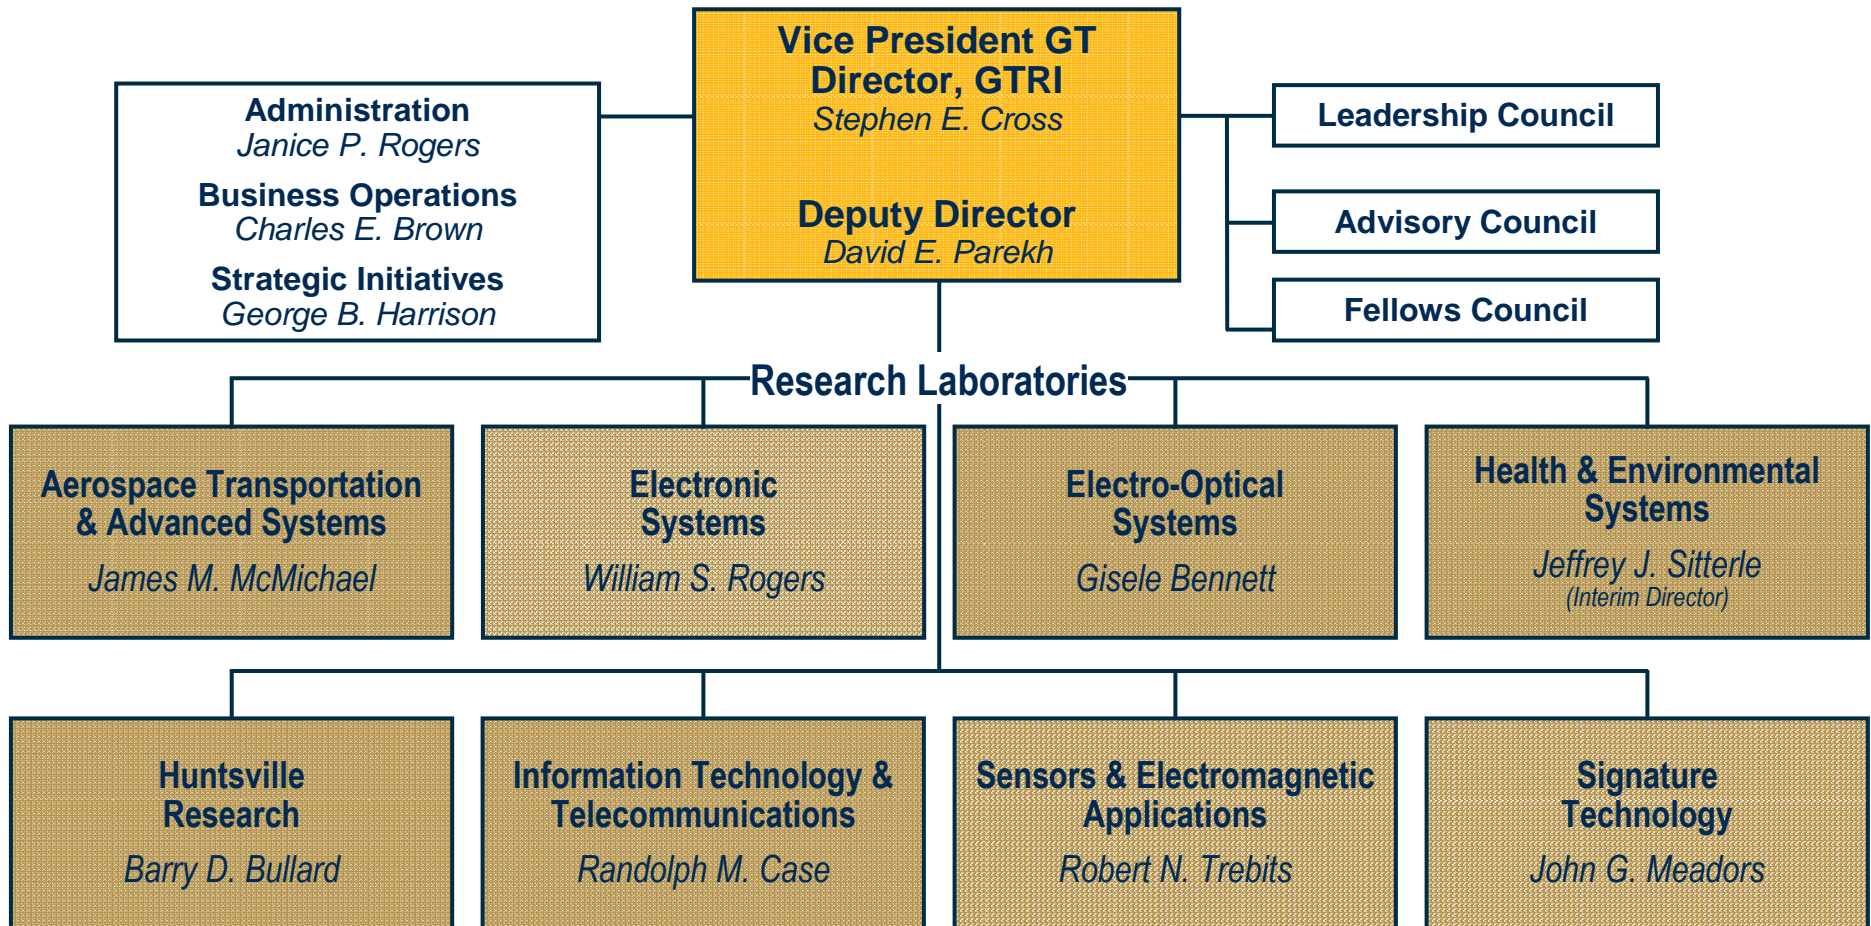 Vice President GT
Director, GTRI
Stephen E. Cross
Deputy Director
David E. Parekh
Administration
Janice P. Rogers
Business Operations
Charles E. Brown
Strategic Initiatives
George B. Harrison
Leadership Council
Advisory Council
Fellows Council
Research Laboratories
Aerospace Transportation
& Advanced Systems
James M. McMichael
Electronic
Systems
William S. Rogers
Electro-Optical
Systems
Gisele Bennett
Health & Environmental
Systems
Jeffrey J. Sitterle
(Interim Director)
Huntsville
Research
Barry D. Bullard
Information Technology &
Telecommunications
Randolph M. Case
Sensors & Electromagnetic
Applications
Robert N. Trebits
Signature
Technology
John G. Meadors